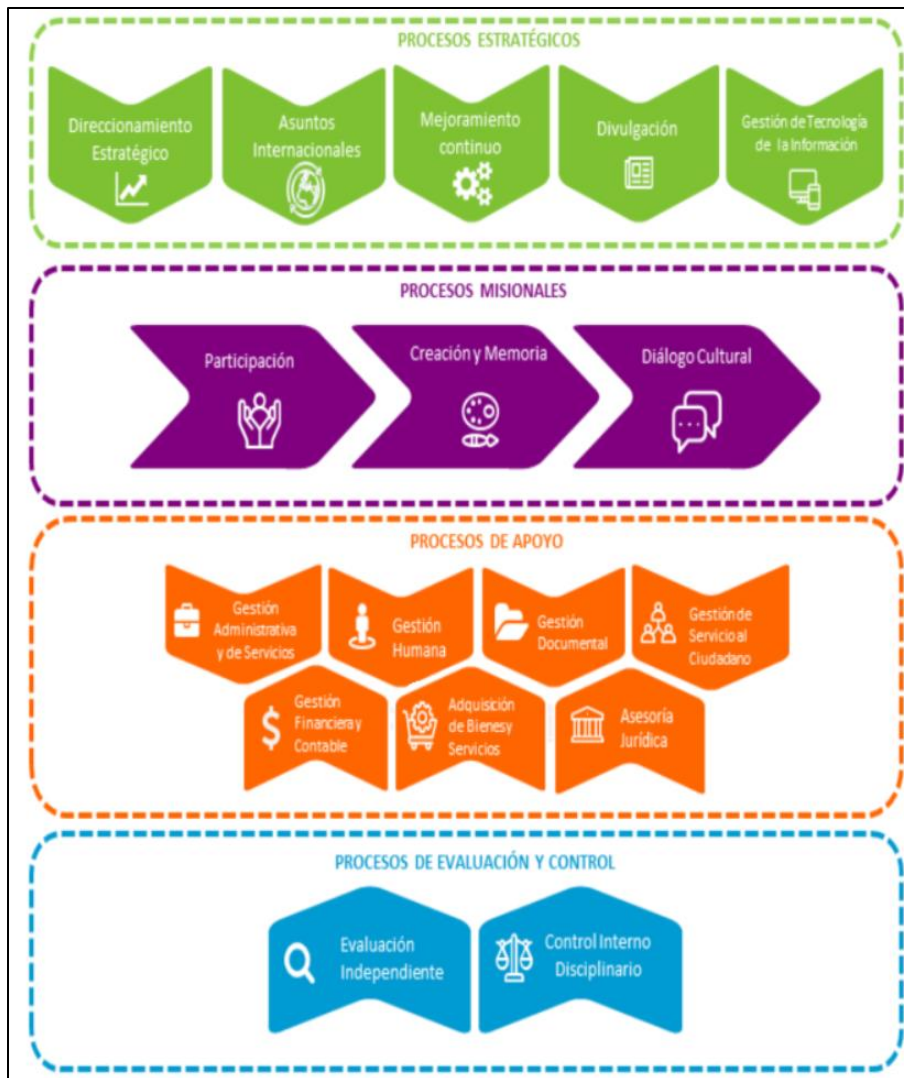 PROCESOS ESTRATÉGICOS
Direccionamiento
Estratégico
Asuntos
Internacionales
Mejoramiento
continuo
Divulgación
Gestión de Tecnología
de la Información
PROCESOS MISIONALES
Participación
Creación y Memoria
Diálogo Cultural
PROCESOS DE APOYO
Gestión
Administrativa
y de Servicios
Gestión
Humana
Gestión
Documental
Gestión de
Servicio al
Ciudadano
Gestión
Financiera y
Contable
Adquisición
de Bienes y
Servicios
Asesoría
Jurídica
PROCESOS DE EVALUACIÓN Y CONTROL
Evaluación
Independiente
Control Interno
Disciplinario